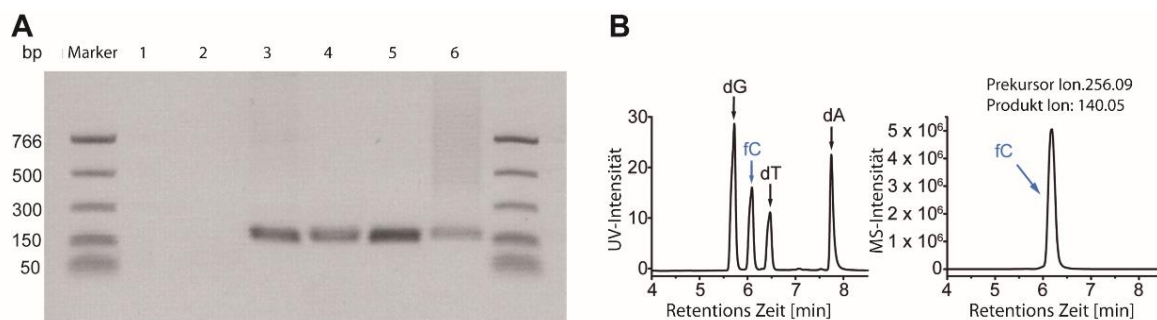 A
bp Marker 1 2 3 4 5 6
766
500
300
150
50
B
dG
fC
dT
dA
30
20
10
0
UV-Intensität
4 5 6 7 8
Retentions Zeit [min]
Prekursor Ion.256.09
Produkt Ion: 140.05
fC
5 x 10⁶
4 x 10⁶
3 x 10⁶
2 x 10⁶
1 x 10⁶
0
MS-Intensität
4 5 6 7 8
Retentions Zeit [min]